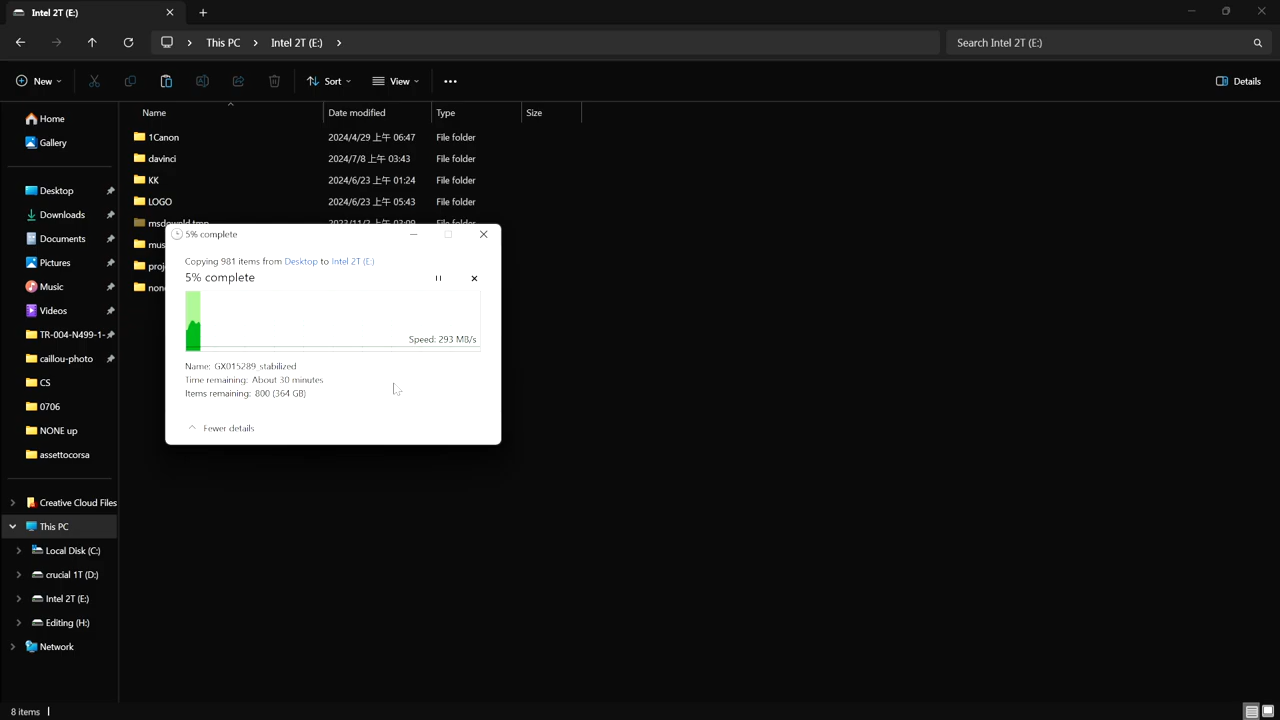 Intel 2T (E:)
This PC > Intel 2T (E:) >
Search Intel 2T (E:)
New
Sort
View
Details
Name
Date modified
Type
Size
1Canon 2024/4/29 上午 06:47 File folder
davinci 2024/7/8 上午 03:43 File folder
KK 2024/6/23 上午 01:24 File folder
LOGO 2024/6/23 上午 05:43 File folder
Home
Gallery
Desktop
Downloads
Documents
Pictures
Music
Videos
TR-004-N499-1-
caillou-photo
CS
0706
NONE up
assettocorsa
Creative Cloud Files
This PC
Local Disk (C:)
crucial 1T (D:)
Intel 2T (E:)
Editing (H:)
Network
5% complete
Copying 981 items from Desktop to Intel 2T (E:)
5% complete
Speed: 293 MB/s
Name: GX015289 stabilized
Time remaining: About 30 minutes
Items remaining: 800 (364 GB)
Fewer details
8 items